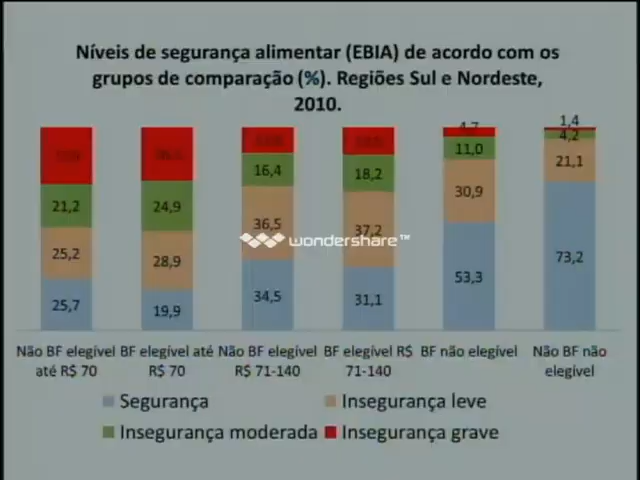 Níveis de segurança alimentar (EBIA) de acordo com os
grupos de comparação (%). Regiões Sul e Nordeste,
2010.
4,7 1,4
16,4 11,0 4,2
21,2 24,9 18,2 30,9 21,1
25,2 28,9 36,5 37,2
wondershare™
25,7 19,9 34,5 31,1 53,3 73,2
Não BF elegível BF elegível até Não BF elegível BF elegível R$ BF não elegível Não BF não
até R$ 70 R$ 70 R$ 71-140 71-140 elegível
Segurança Insegurança leve
Insegurança moderada Insegurança grave